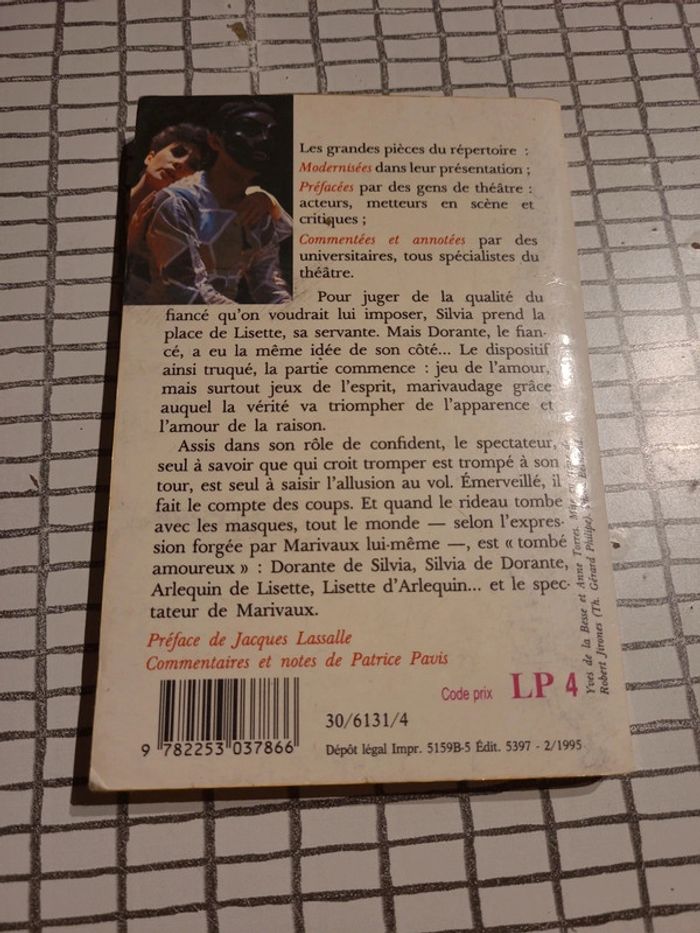 Les grandes pièces du répertoire :
Modernisées dans leur présentation ;
Préfacées par des gens de théâtre :
acteurs, metteurs en scène et
critiques ;
Commentées et annotées par des
universitaires, tous spécialistes du
théâtre.
Pour juger de la qualité du
fiancé qu'on voudrait lui imposer, Silvia prend la
place de Lisette, sa servante. Mais Dorante, le fian-
cé, a eu la même idée de son côté... Le dispositif
ainsi truqué, la partie commence : jeu de l'amour,
mais surtout jeux de l'esprit, marivaudage grâce
auquel la vérité va triompher de l'apparence et
l'amour de la raison.
Assis dans son rôle de confident, le spectateur,
seul à savoir que qui croit tromper est trompé à son
tour, est seul à saisir l'allusion au vol. Émerveillé, il
fait le compte des coups. Et quand le rideau tombe
avec les masques, tout le monde — selon l'expres-
sion forgée par Marivaux lui-même —, est « tombé
amoureux » : Dorante de Silvia, Silvia de Dorante,
Arlequin de Lisette, Lisette d'Arlequin... et le spec-
tateur de Marivaux.
Préface de Jacques Lassalle
Commentaires et notes de Patrice Pavis
Yves de la Besse et Anne Torres.
Robert Jirones (Th. Gérard Philipe).
Code prix LP 4
30/6131/4
9 782253 037866
Dépôt légal Impr. 5159B-5 Édit. 5397 - 2/1995